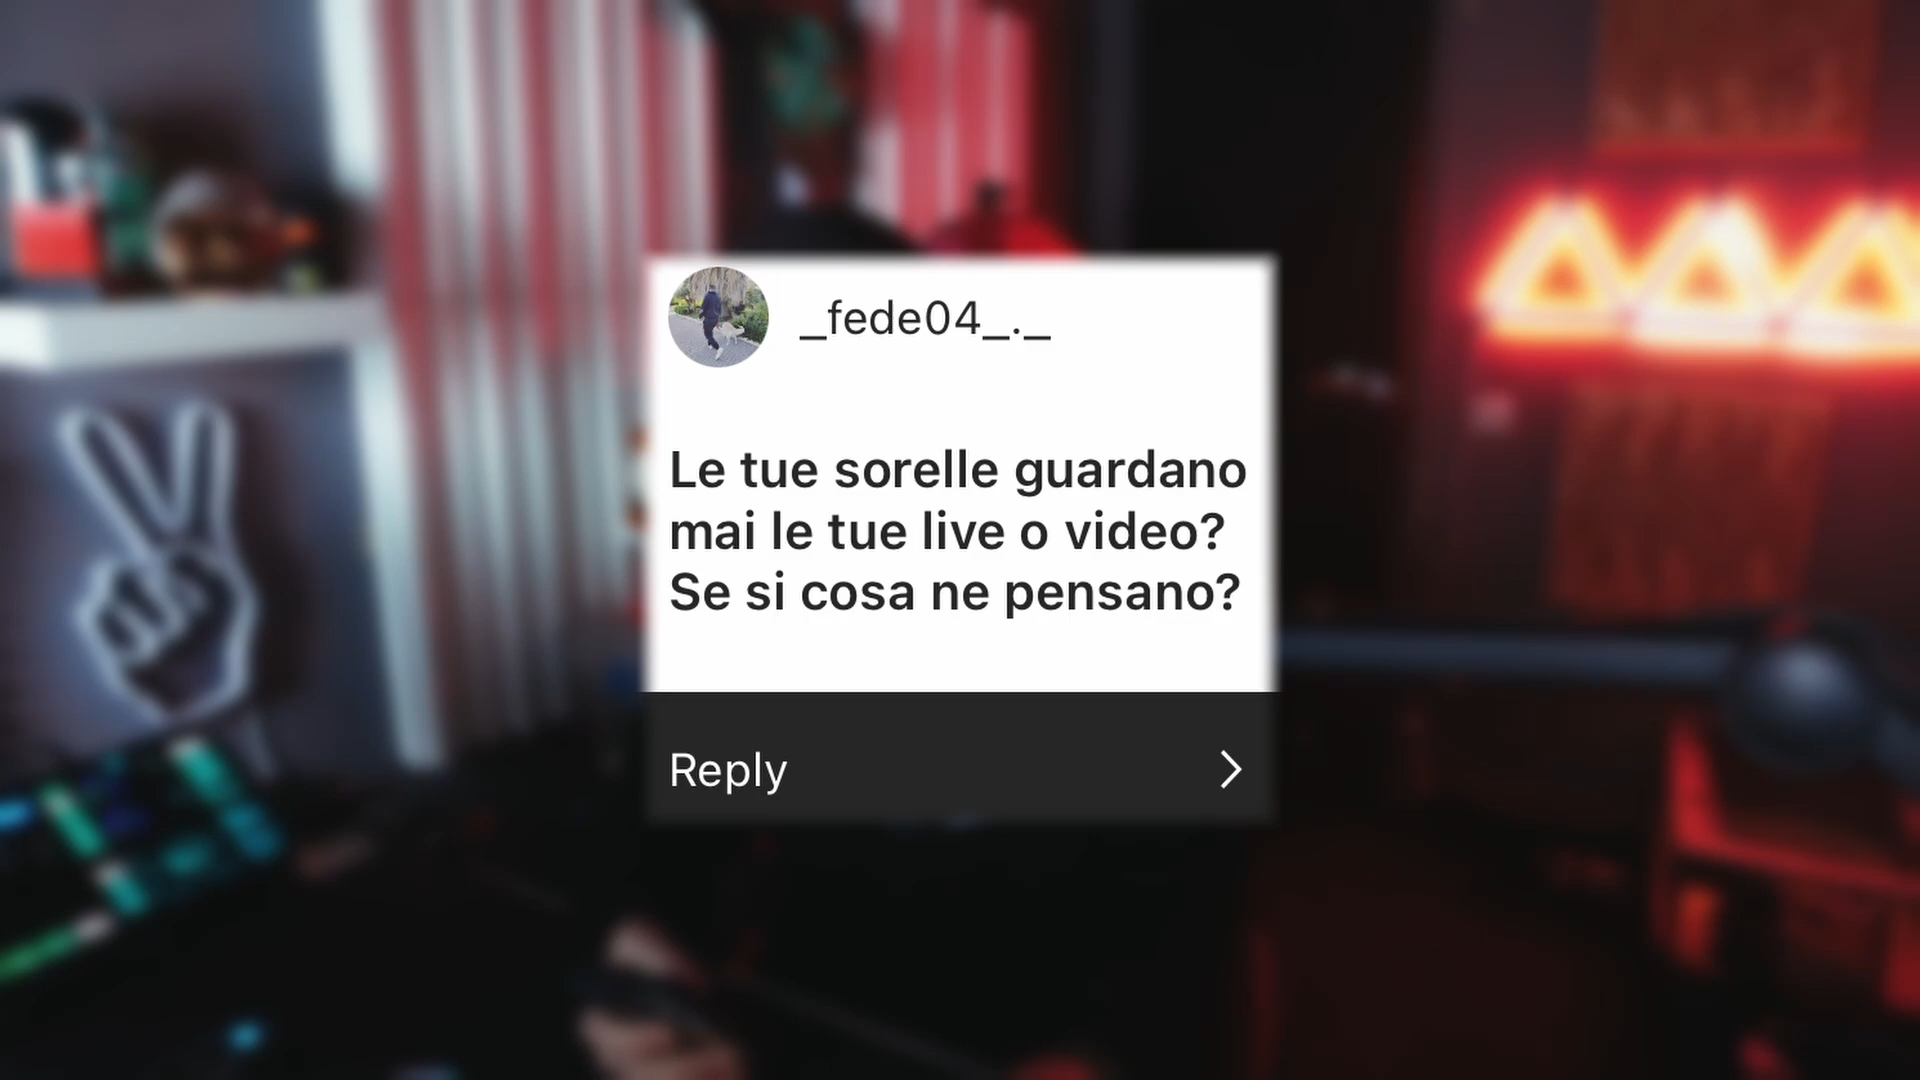 _fede04_._
Le tue sorelle guardano
mai le tue live o video?
Se si cosa ne pensano?
Reply